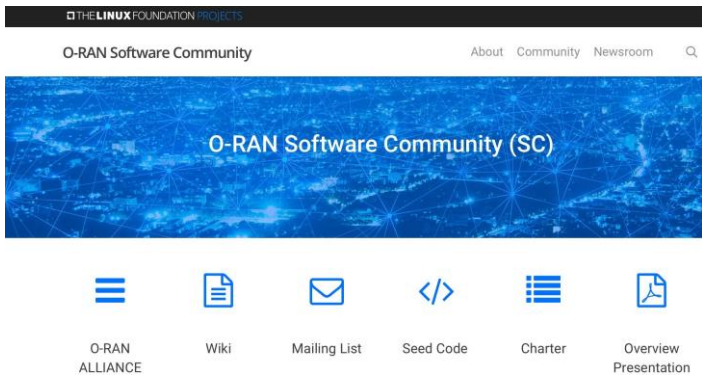 THE LINUX FOUNDATION PROJECTS
O-RAN Software Community
About Community Newsroom
O-RAN Software Community (SC)
O-RAN
ALLIANCE
Wiki
Mailing List
Seed Code
Charter
Overview
Presentation